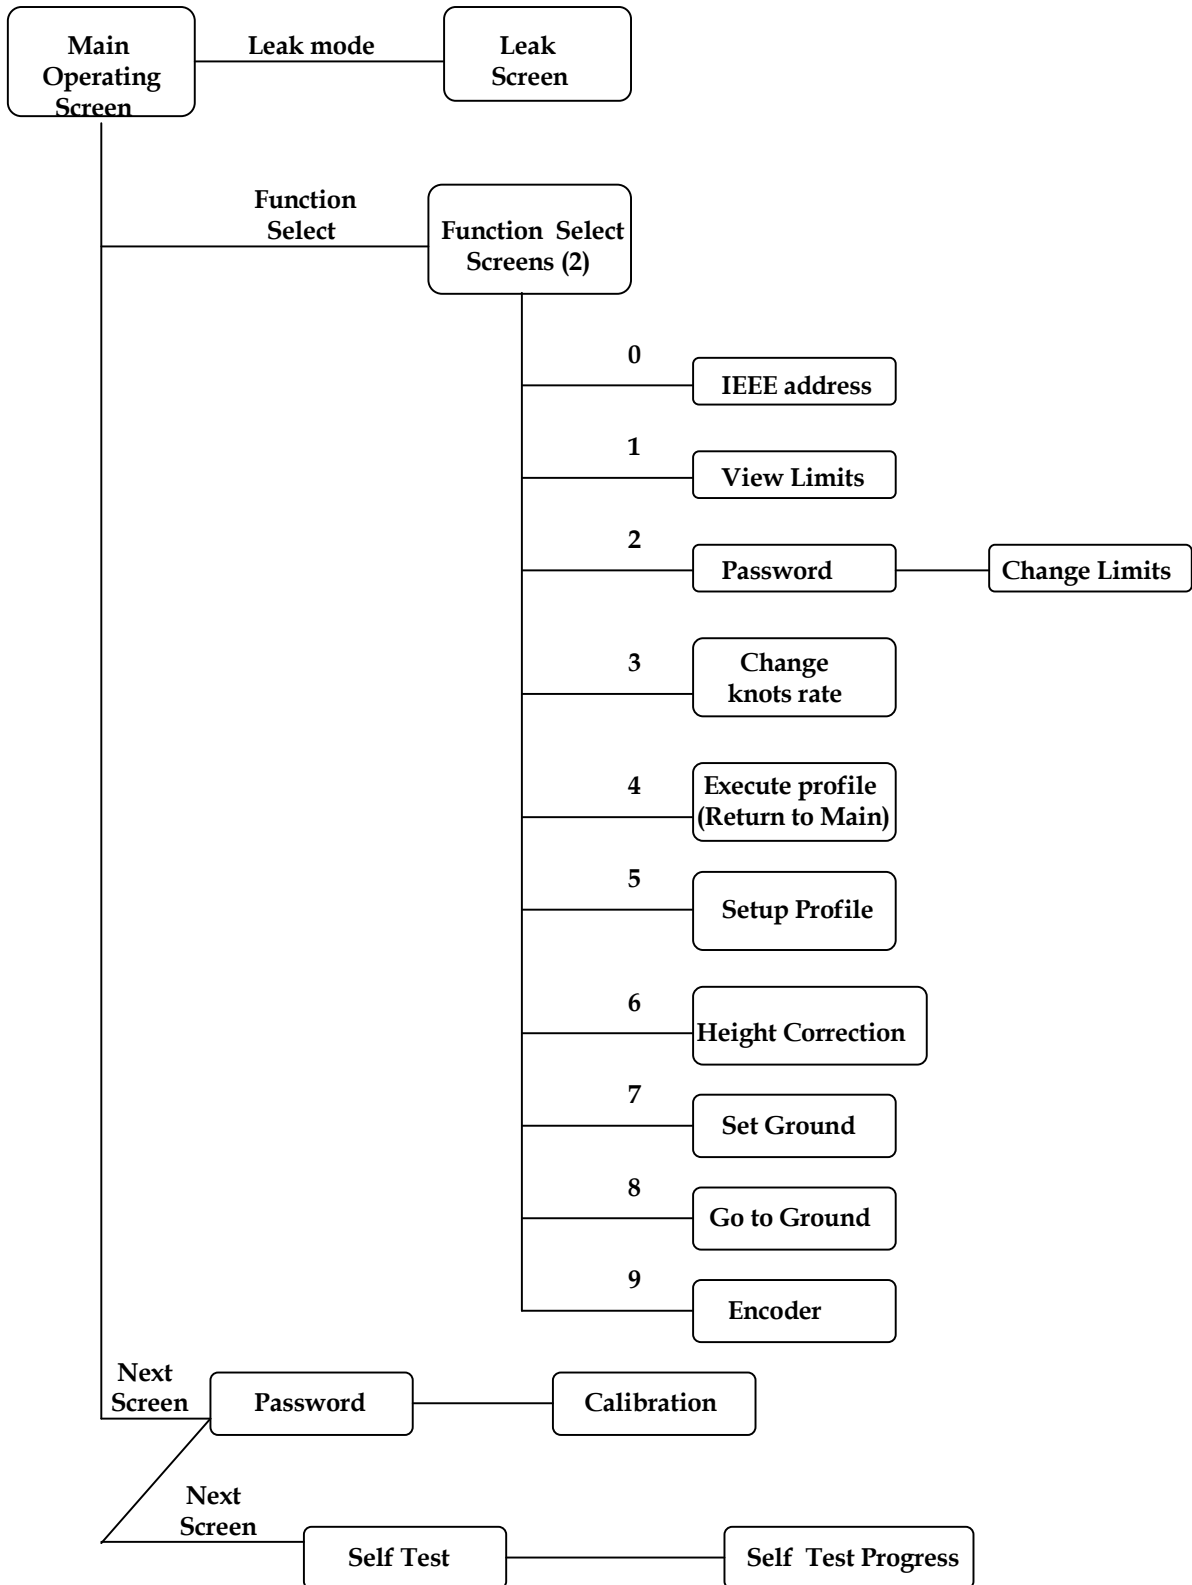 Main
Operating
Screen
Leak mode
Leak
Screen
Function
Select
Function Select
Screens (2)
0
IEEE address
1
View Limits
2
Password
Change Limits
3
Change
knots rate
4
Execute profile
(Return to Main)
5
Setup Profile
6
Height Correction
7
Set Ground
8
Go to Ground
9
Encoder
Next
Screen
Password
Calibration
Next
Screen
Self Test
Self Test Progress